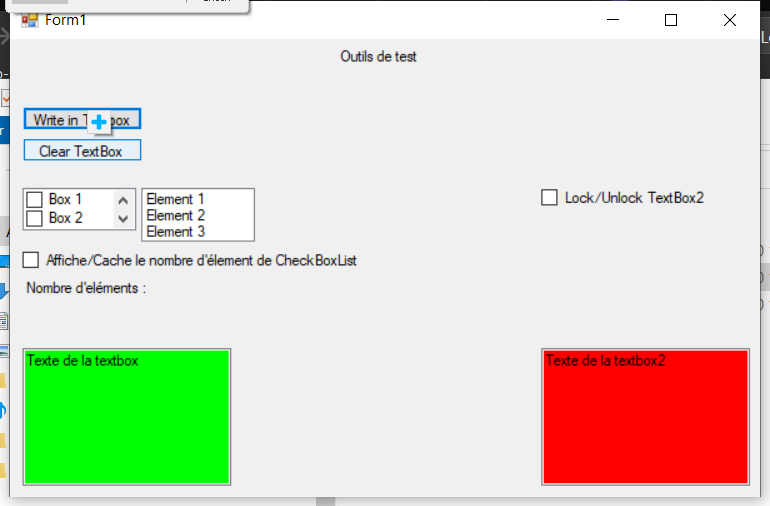 Form1
Outils de test
Write in T box
Clear TextBox
Box 1
Box 2
Element 1
Element 2
Element 3
Lock/Unlock TextBox2
Affiche/Cache le nombre d'élement de CheckBoxList
Nombre d'eléments :
Texte de la textbox
Texte de la textbox2